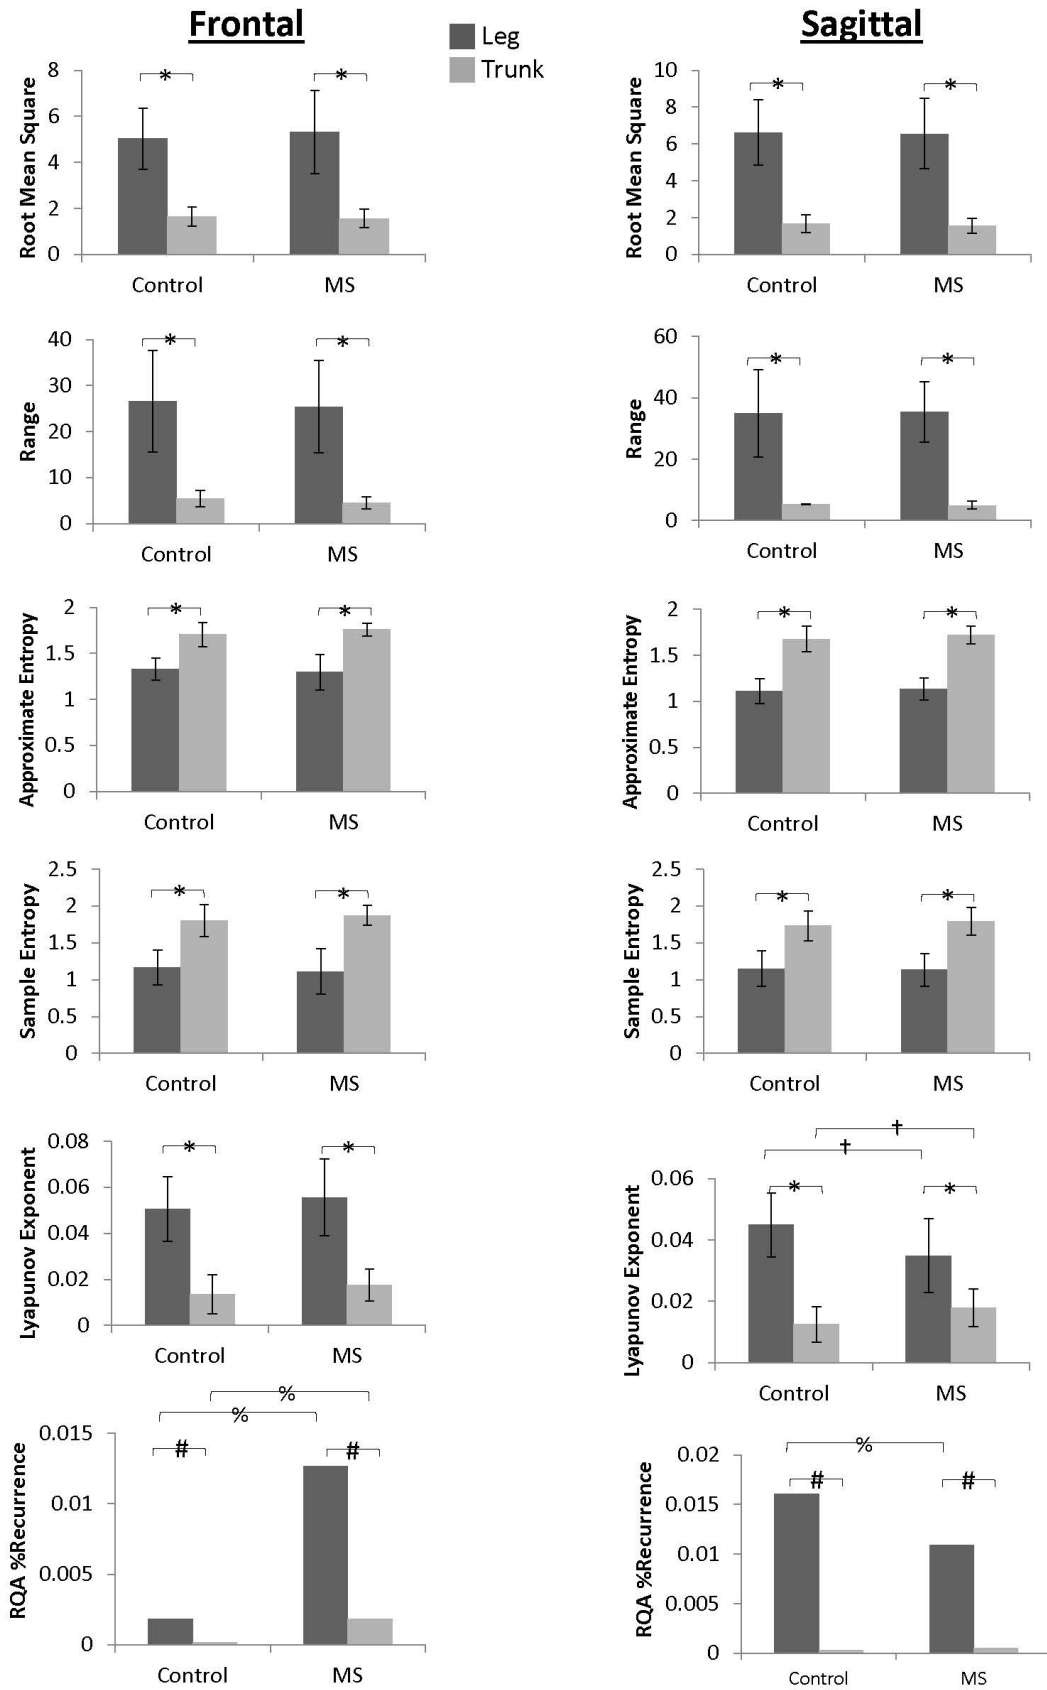 Frontal
Leg
Trunk
Sagittal
Root Mean Square
8
6
4
2
0
*
*
Control
MS
Root Mean Square
10
8
6
4
2
0
*
*
Control
MS
Range
40
30
20
10
0
*
*
Control
MS
Range
60
40
20
0
*
*
Control
MS
Approximate Entropy
2
1.5
1
0.5
0
*
*
Control
MS
Approximate Entropy
2
1.5
1
0.5
0
*
*
Control
MS
Sample Entropy
2.5
2
1.5
1
0.5
0
*
*
Control
MS
Sample Entropy
2.5
2
1.5
1
0.5
0
*
*
Control
MS
Lyapunov Exponent
0.08
0.06
0.04
0.02
0
*
*
Control
MS
Lyapunov Exponent
†
†
0.06
0.04
0.02
0
*
*
Control
MS
RQA %Recurrence
%
%
0.015
0.01
0.005
0
#
#
Control
MS
RQA %Recurrence
%
0.02
0.015
0.01
0.005
0
#
#
Control
MS